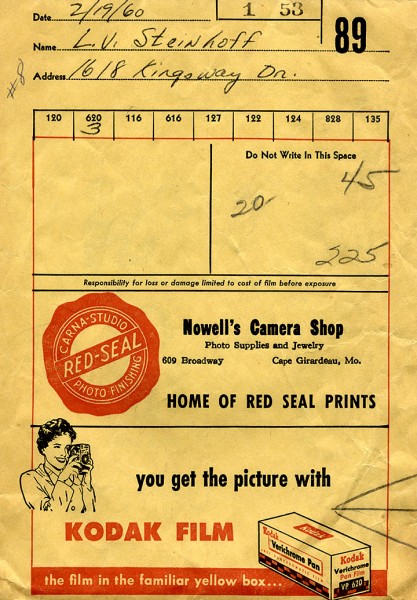 Date 2/19/60
1 53
89
Name L.V. Steinhoff
Address 1618 Kingsway Dr.
#8
120 620 116 616 127 122 124 828 135
3
Do Not Write In This Space
45
20
225
Responsibility for loss or damage limited to cost of film before exposure
CARNA-STUDIO
RED-SEAL
PHOTO-FINISHING
Nowell's Camera Shop
Photo Supplies and Jewelry
609 Broadway Cape Girardeau, Mo.
HOME OF RED SEAL PRINTS
you get the picture with
KODAK FILM
Kodak
Kodak
Verichrome Pan
Kodak
Verichrome
Pan Film
VP 620
the film in the familiar yellow box...